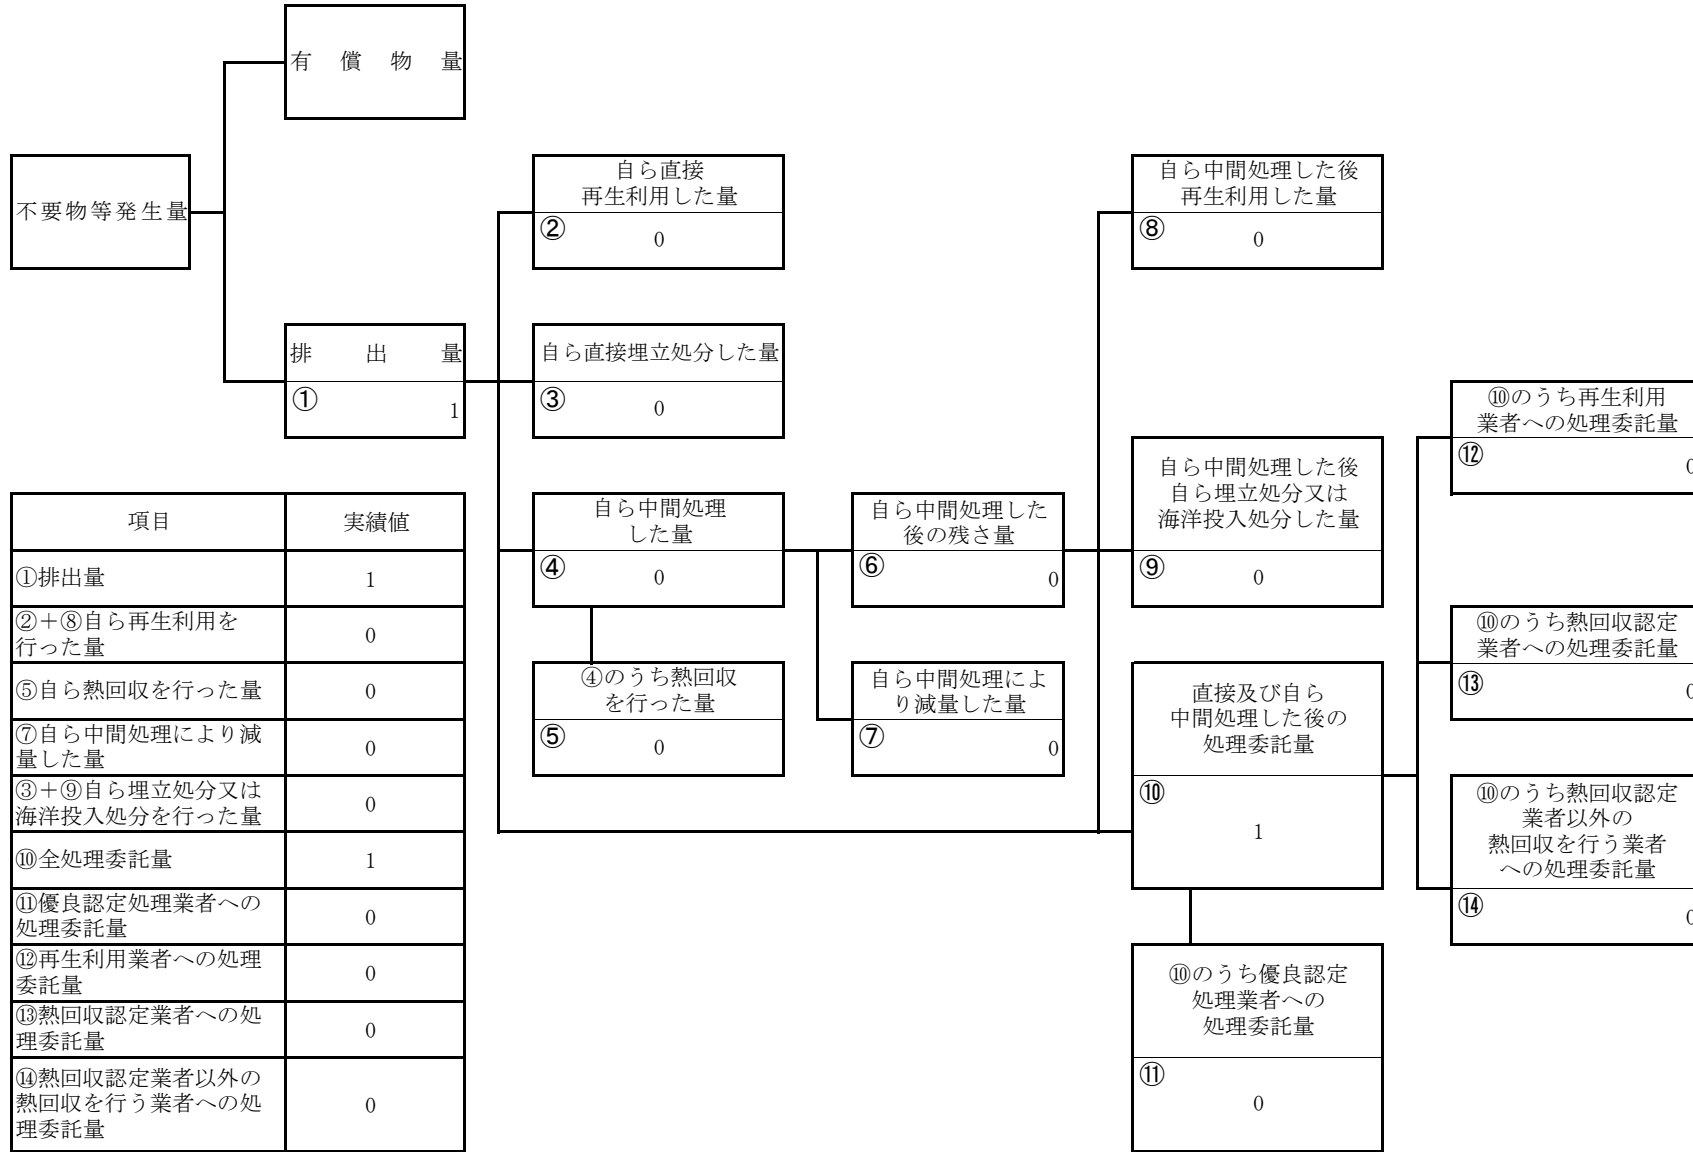 有償物量
不要物等発生量
排出量
①
1
自ら直接
再生利用した量
②
0
自ら直接埋立処分した量
③
0
自ら中間処理
した量
④
0
④のうち熱回収
を行った量
⑤
0
自ら中間処理した
後の残さ量
⑥
0
自ら中間処理によ
り減量した量
⑦
0
自ら中間処理した後
再生利用した量
⑧
0
自ら中間処理した後
自ら埋立処分又は
海洋投入処分した量
⑨
0
直接及び自ら
中間処理した後の
処理委託量
⑩
1
⑩のうち優良認定
処理業者への
処理委託量
⑪
0
⑩のうち再生利用
業者への処理委託量
⑫
0
⑩のうち熱回収認定
業者への処理委託量
⑬
0
⑩のうち熱回収認定
業者以外の
熱回収を行う業者
への処理委託量
⑭
0
項目 実績値
①排出量 1
②＋⑧自ら再生利用を
行った量 0
⑤自ら熱回収を行った量 0
⑦自ら中間処理により減
量した量 0
③＋⑨自ら埋立処分又は
海洋投入処分を行った量 0
⑩全処理委託量 1
⑪優良認定処理業者への
処理委託量 0
⑫再生利用業者への処理
委託量 0
⑬熱回収認定業者への処
理委託量 0
⑭熱回収認定業者以外の
熱回収を行う業者への処
理委託量 0